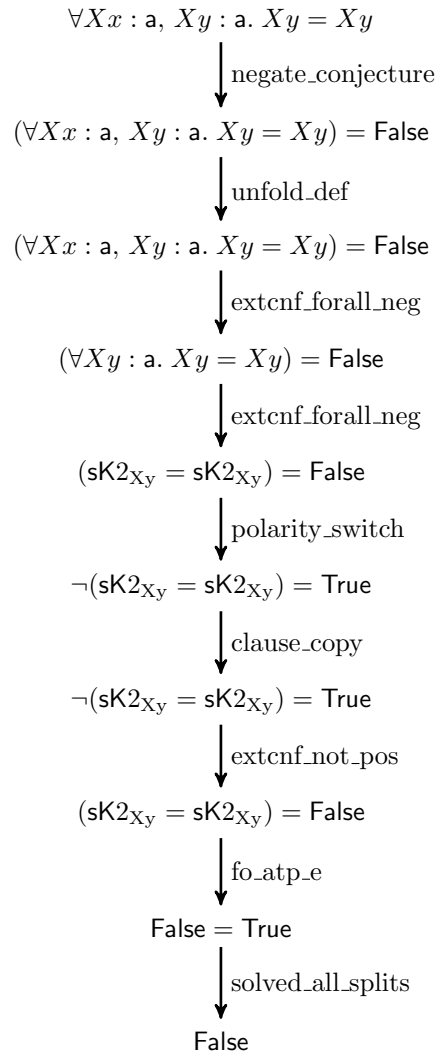 ∀Xx : a, Xy : a. Xy = Xy
negate_conjecture
(∀Xx : a, Xy : a. Xy = Xy) = False
unfold_def
(∀Xx : a, Xy : a. Xy = Xy) = False
extcnf_forall_neg
(∀Xy : a. Xy = Xy) = False
extcnf_forall_neg
(sK2_Xy = sK2_Xy) = False
polarity_switch
¬(sK2_Xy = sK2_Xy) = True
clause_copy
¬(sK2_Xy = sK2_Xy) = True
extcnf_not_pos
(sK2_Xy = sK2_Xy) = False
fo_atp_e
False = True
solved_all_splits
False